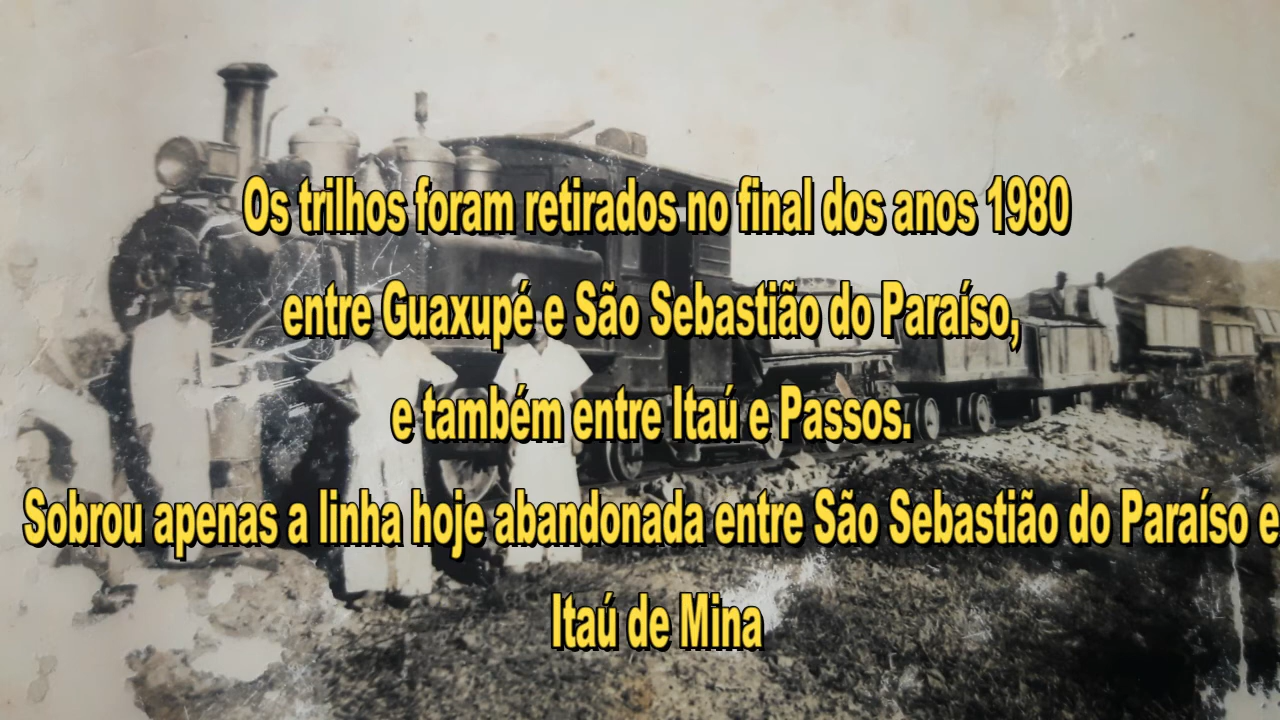 Os trilhos foram retirados no final dos anos 1980
entre Guaxupé e São Sebastião do Paraíso,
e também entre Itaú e Passos.
Sobrou apenas a linha hoje abandonada entre São Sebastião do Paraíso e
Itaú de Mina